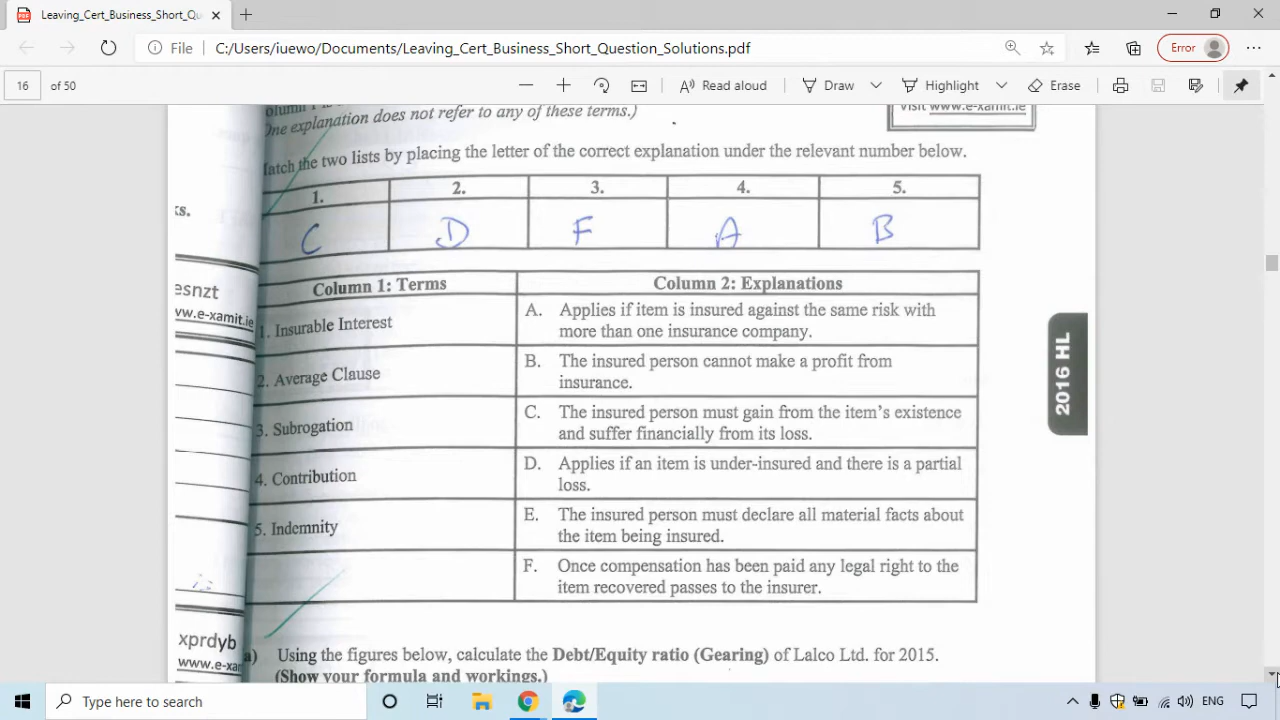 Leaving_Cert_Business_Short_Qu
File
C:/Users/iuewo/Documents/Leaving_Cert_Business_Short_Question_Solutions.pdf
Error
16 of 50
Read aloud
Draw
Highlight
Erase
One explanation does not refer to any of these terms.)
visit www.e-xamit.ie
Match the two lists by placing the letter of the correct explanation under the relevant number below.
1. 2. 3. 4. 5.
C D F A B
ks.
esnzt
vw.e-xamit.ie
Column 1: Terms Column 2: Explanations
1. Insurable Interest
A. Applies if item is insured against the same risk with
more than one insurance company.
2. Average Clause
B. The insured person cannot make a profit from
insurance.
3. Subrogation
C. The insured person must gain from the item's existence
and suffer financially from its loss.
4. Contribution
D. Applies if an item is under-insured and there is a partial
loss.
5. Indemnity
E. The insured person must declare all material facts about
the item being insured.
F. Once compensation has been paid any legal right to the
item recovered passes to the insurer.
2016 HL
xprdyb
www.e-xa
a) Using the figures below, calculate the Debt/Equity ratio (Gearing) of Lalco Ltd. for 2015.
(Show your formula and workings.)
Type here to search
ENG